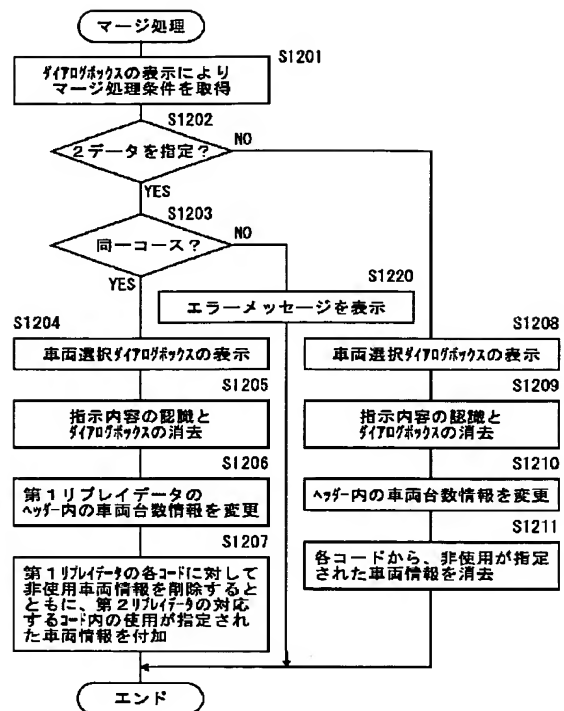 マージ処理
S1201
ダイアログボックスの表示により
マージ処理条件を取得
S1202
2データを指定?
NO
YES
S1203
同一コース?
NO
YES
S1220
エラーメッセージを表示
S1204
車両選択ダイアログボックスの表示
S1205
指示内容の認識と
ダイアログボックスの消去
S1206
第1リプレイデータの
ヘッダー内の車両台数情報を変更
S1207
第1リプレイデータの各コードに対して
非使用車両情報を削除すると
ともに、第2リプレイデータの対応
するコード内の使用が指定され
た車両情報を付加
S1208
車両選択ダイアログボックスの表示
S1209
指示内容の認識と
ダイアログボックスの消去
S1210
ヘッダー内の車両台数情報を変更
S1211
各コードから、非使用が指定
された車両情報を消去
エンド